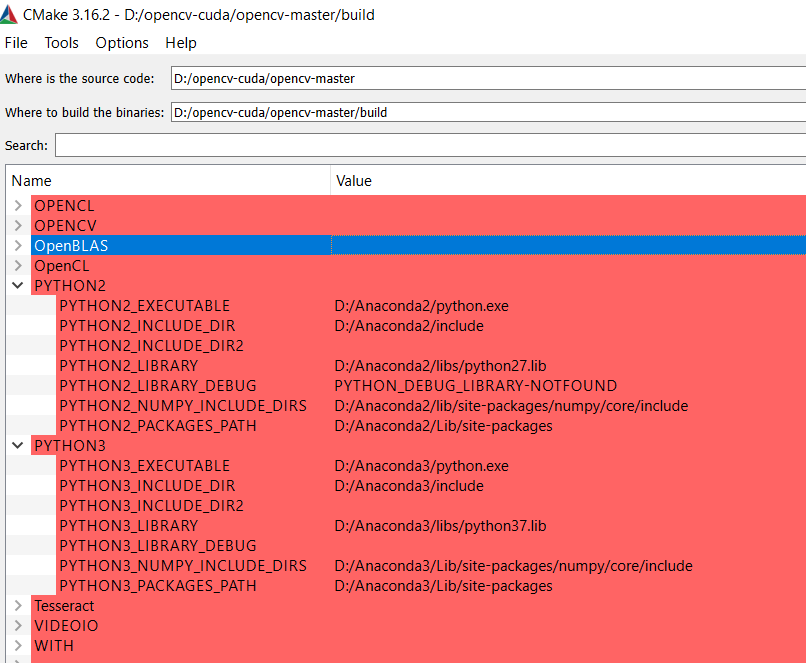 CMake 3.16.2 - D:/opencv-cuda/opencv-master/build
File Tools Options Help
Where is the source code: D:/opencv-cuda/opencv-master
Where to build the binaries: D:/opencv-cuda/opencv-master/build
Search:
Name Value
OPENCL
OPENCV
OpenBLAS
OpenCL
PYTHON2
PYTHON2_EXECUTABLE D:/Anaconda2/python.exe
PYTHON2_INCLUDE_DIR D:/Anaconda2/include
PYTHON2_INCLUDE_DIR2
PYTHON2_LIBRARY D:/Anaconda2/libs/python27.lib
PYTHON2_LIBRARY_DEBUG PYTHON_DEBUG_LIBRARY-NOTFOUND
PYTHON2_NUMPY_INCLUDE_DIRS D:/Anaconda2/lib/site-packages/numpy/core/include
PYTHON2_PACKAGES_PATH D:/Anaconda2/Lib/site-packages
PYTHON3
PYTHON3_EXECUTABLE D:/Anaconda3/python.exe
PYTHON3_INCLUDE_DIR D:/Anaconda3/include
PYTHON3_INCLUDE_DIR2
PYTHON3_LIBRARY D:/Anaconda3/libs/python37.lib
PYTHON3_LIBRARY_DEBUG
PYTHON3_NUMPY_INCLUDE_DIRS D:/Anaconda3/Lib/site-packages/numpy/core/include
PYTHON3_PACKAGES_PATH D:/Anaconda3/Lib/site-packages
Tesseract
VIDEOIO
WITH